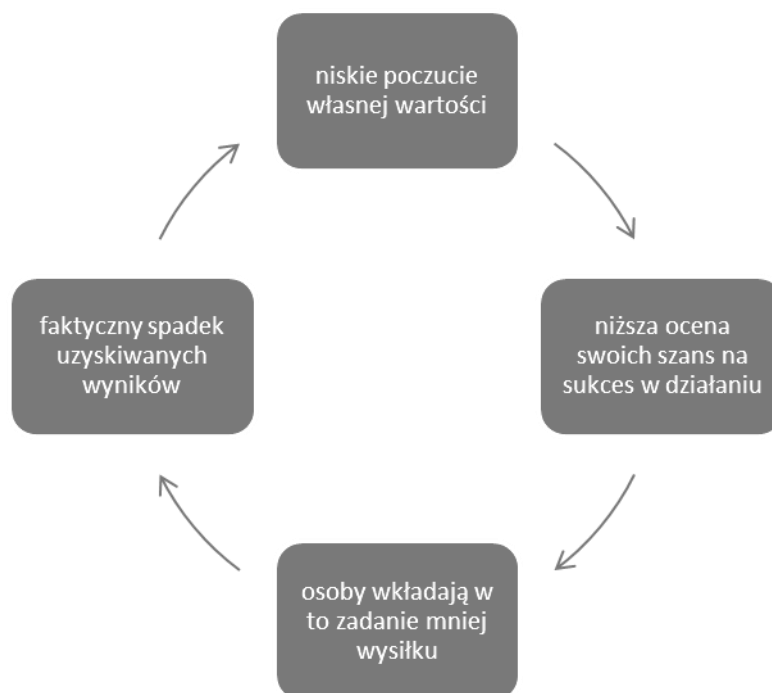 niskie poczucie
własnej wartości
niższa ocena
swoich szans na
sukces w działaniu
osoby wkładają w
to zadanie mniej
wysiłku
faktyczny spadek
uzyskiwanych
wyników